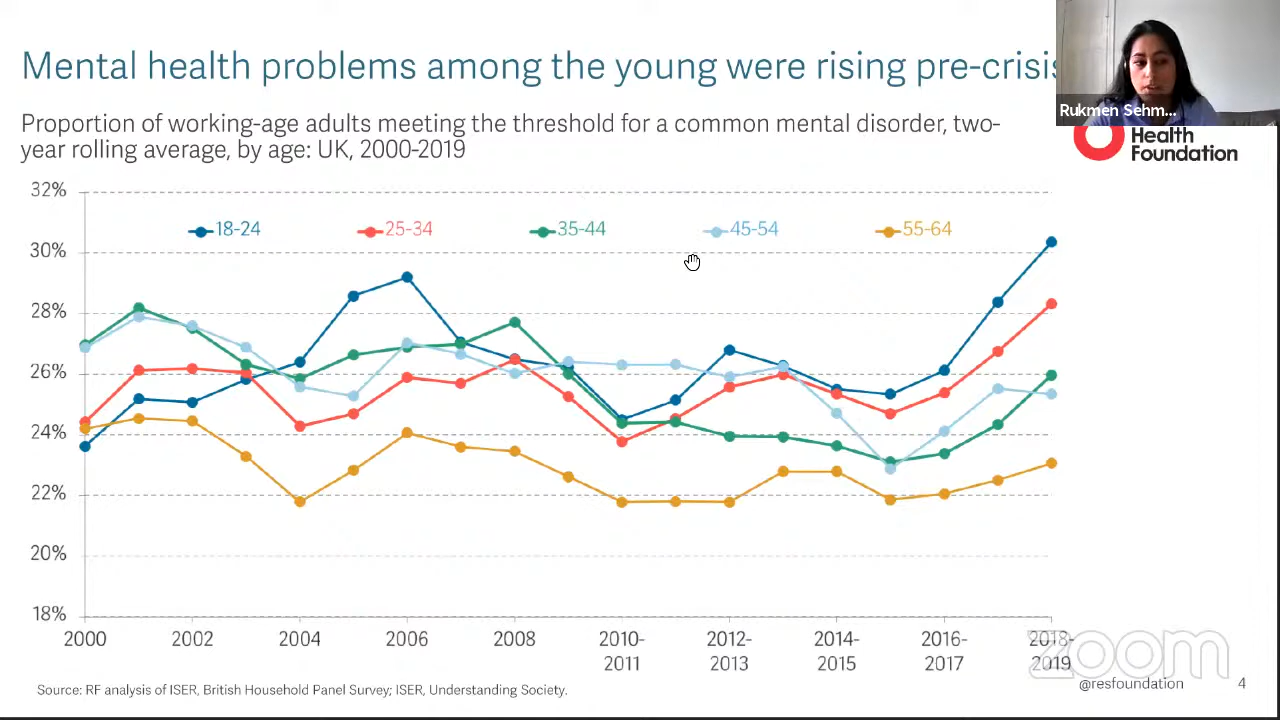 Mental health problems among the young were rising pre-crisis
Rukmen Sehm...
Proportion of working-age adults meeting the threshold for a common mental disorder, two-
year rolling average, by age: UK, 2000-2019
Health
Foundation
32%
18-24 25-34 35-44 45-54 55-64
30%
28%
26%
24%
22%
20%
18%
2000 2002 2004 2006 2008 2010- 2012- 2014- 2016- 2018-
2011 2013 2015 2017 2019
zoom
Source: RF analysis of ISER, British Household Panel Survey; ISER, Understanding Society.
@resfoundation 4